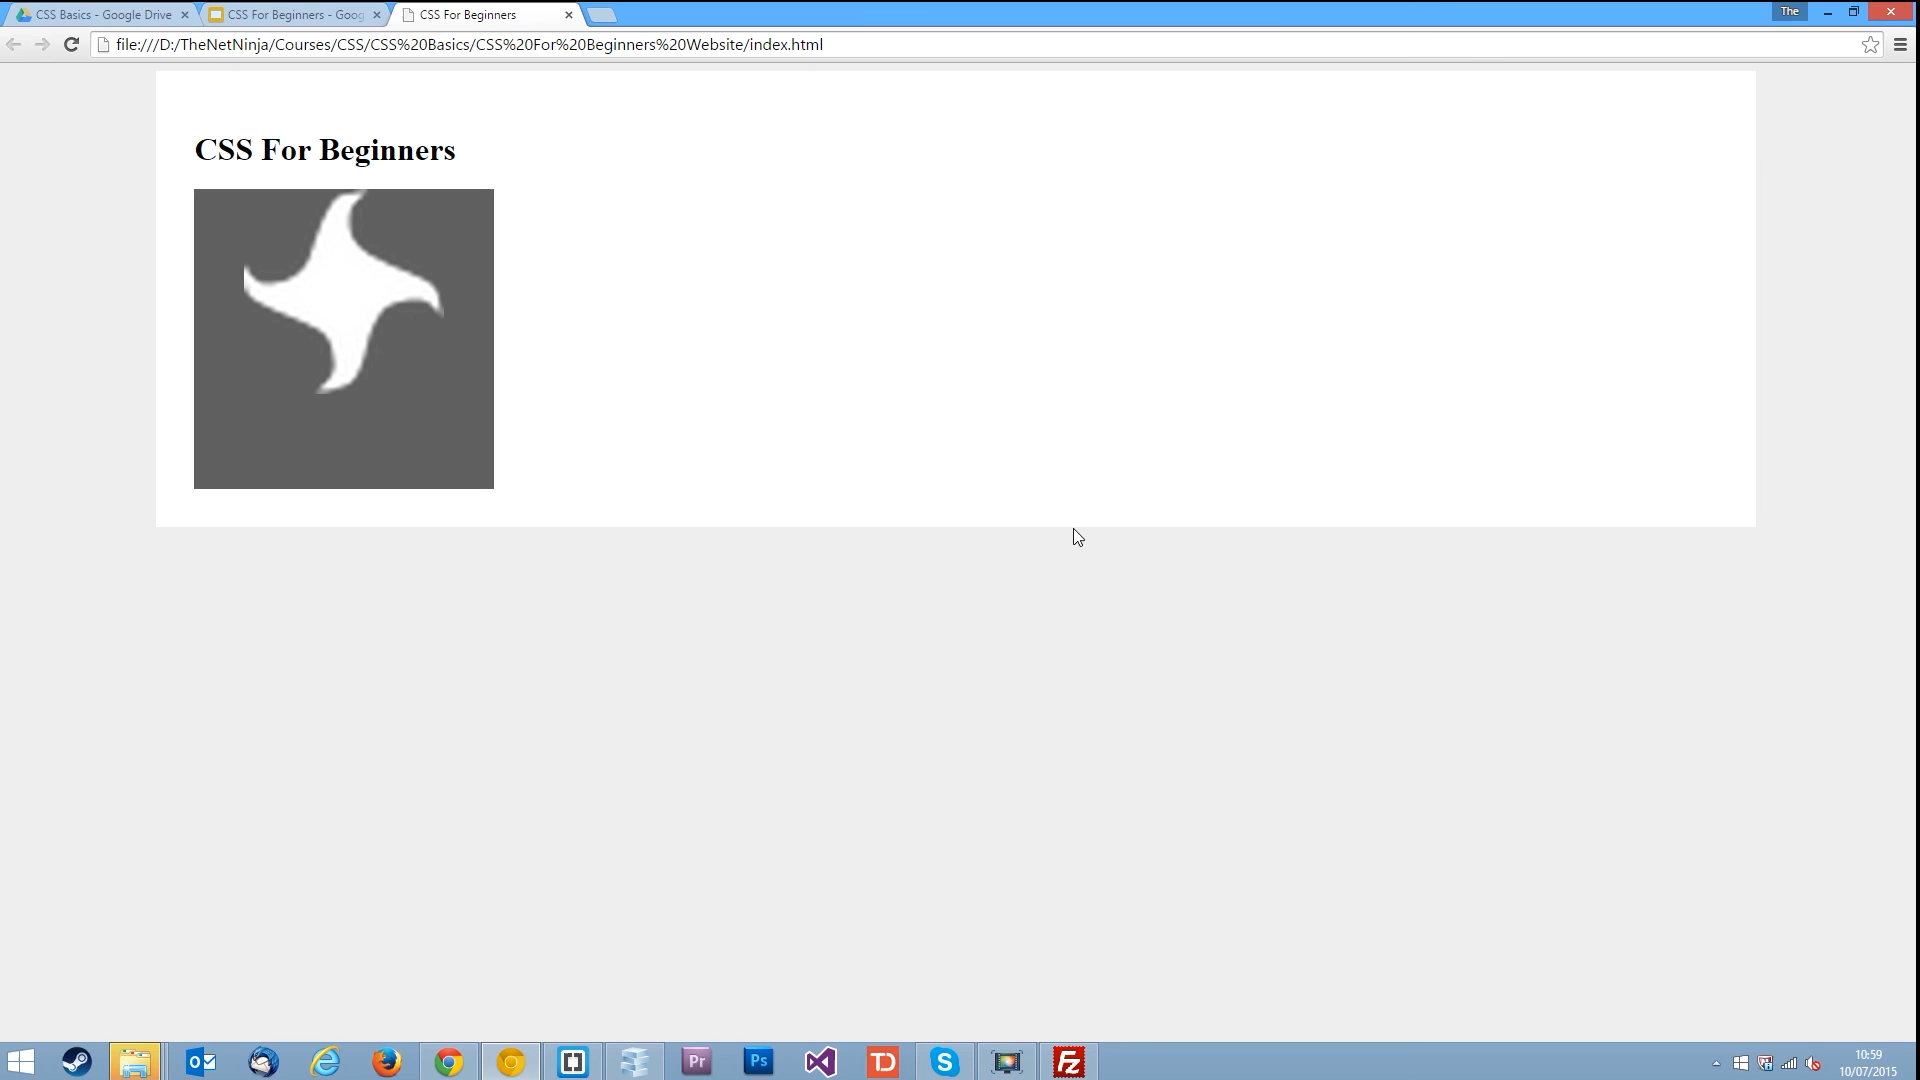 CSS Basics - Google Drive
CSS For Beginners - Goog
CSS For Beginners
The
file:///D:/TheNetNinja/Courses/CSS/CSS%20Basics/CSS%20For%20Beginners%20Website/index.html
CSS For Beginners
Pr
Ps
TD
S
FZ
10:59
10/07/2015